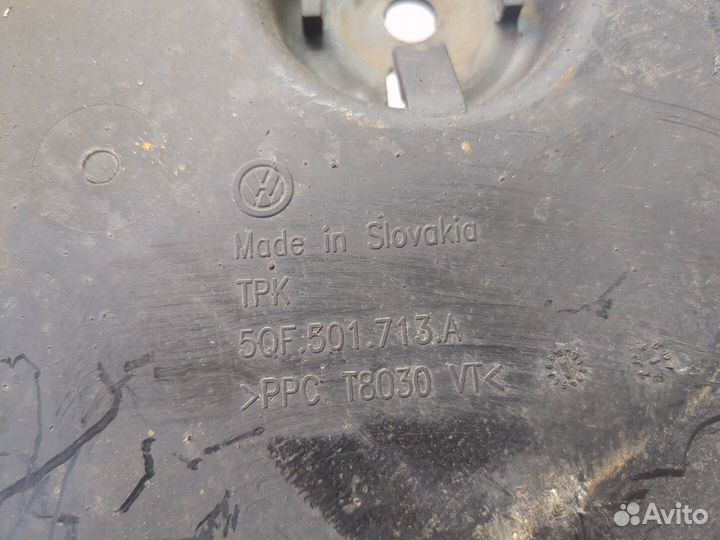 Made in Slovakia
TPK
5QF.501.713.A
>PPC T8030 VT<
Avito